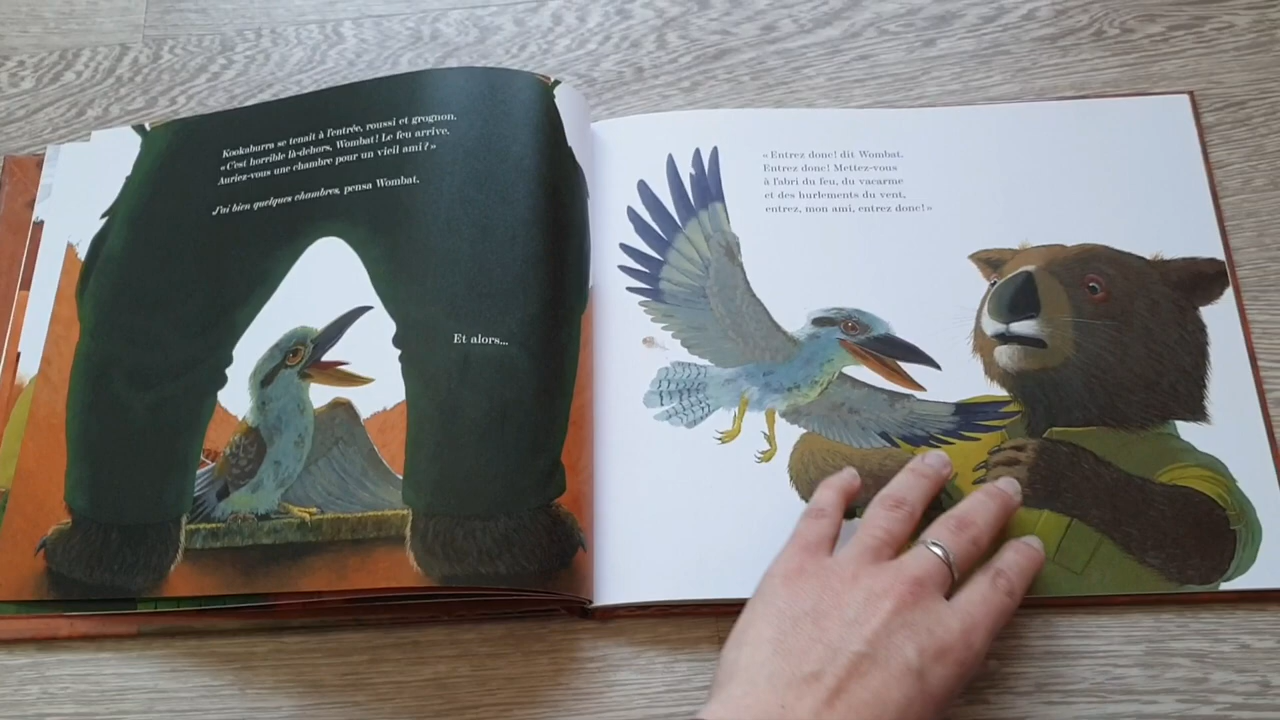 Kookaburra se tenait à l'entrée, roussi et grognon.
« C'est horrible là-dehors, Wombat ! Le feu arrive.
Auriez-vous une chambre pour un vieil ami ? »
J'ai bien quelques chambres, pensa Wombat.
Et alors...
« Entrez donc ! dit Wombat.
Entrez donc ! Mettez-vous
à l'abri du feu, du vacarme
et des hurlements du vent,
entrez, mon ami, entrez donc ! »